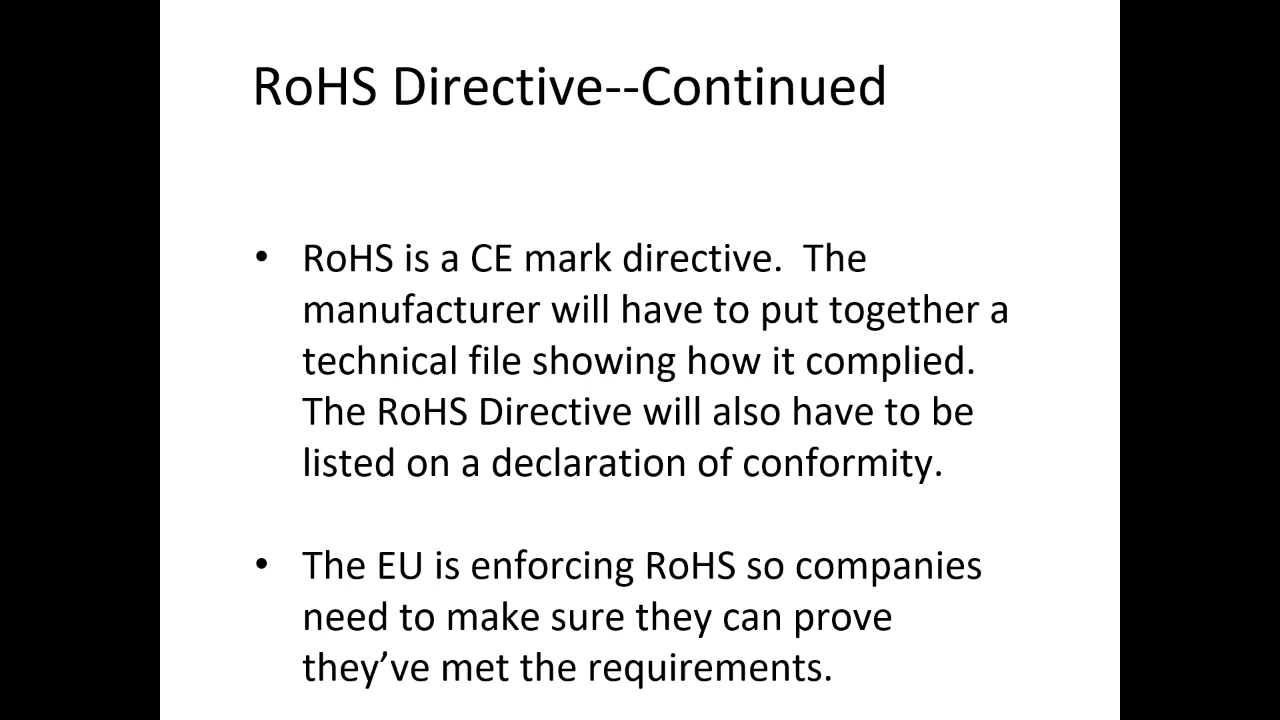 RoHS Directive--Continued
• RoHS is a CE mark directive.  The
manufacturer will have to put together a
technical file showing how it complied.
The RoHS Directive will also have to be
listed on a declaration of conformity.
• The EU is enforcing RoHS so companies
need to make sure they can prove
they’ve met the requirements.